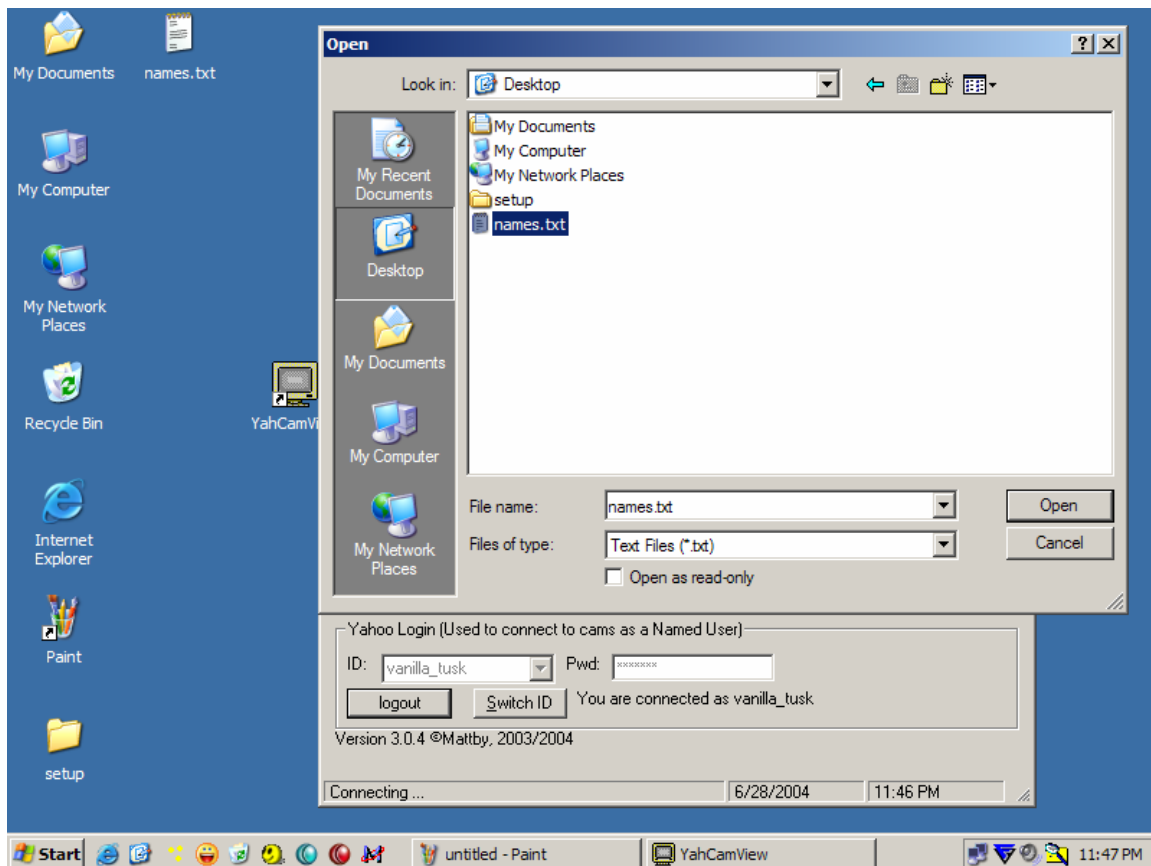 My Documents
names.txt
My Computer
My Network
Places
Recycle Bin
YahCamVi
Internet
Explorer
Paint
setup
Open
Look in:
Desktop
My Recent
Documents
Desktop
My Documents
My Computer
My Network
Places
My Documents
My Computer
My Network Places
setup
names.txt
File name:
names.txt
Open
Files of type:
Text Files (*.txt)
Cancel
Open as read-only
Yahoo Login (Used to connect to cams as a Named User)
ID:
vanilla_tusk
Pwd:
xxxxxxx
logout
Switch ID
You are connected as vanilla_tusk
Version 3.0.4 ©Mattby, 2003/2004
Connecting ...
6/28/2004
11:46 PM
Start
untitled - Paint
YahCamView
11:47 PM